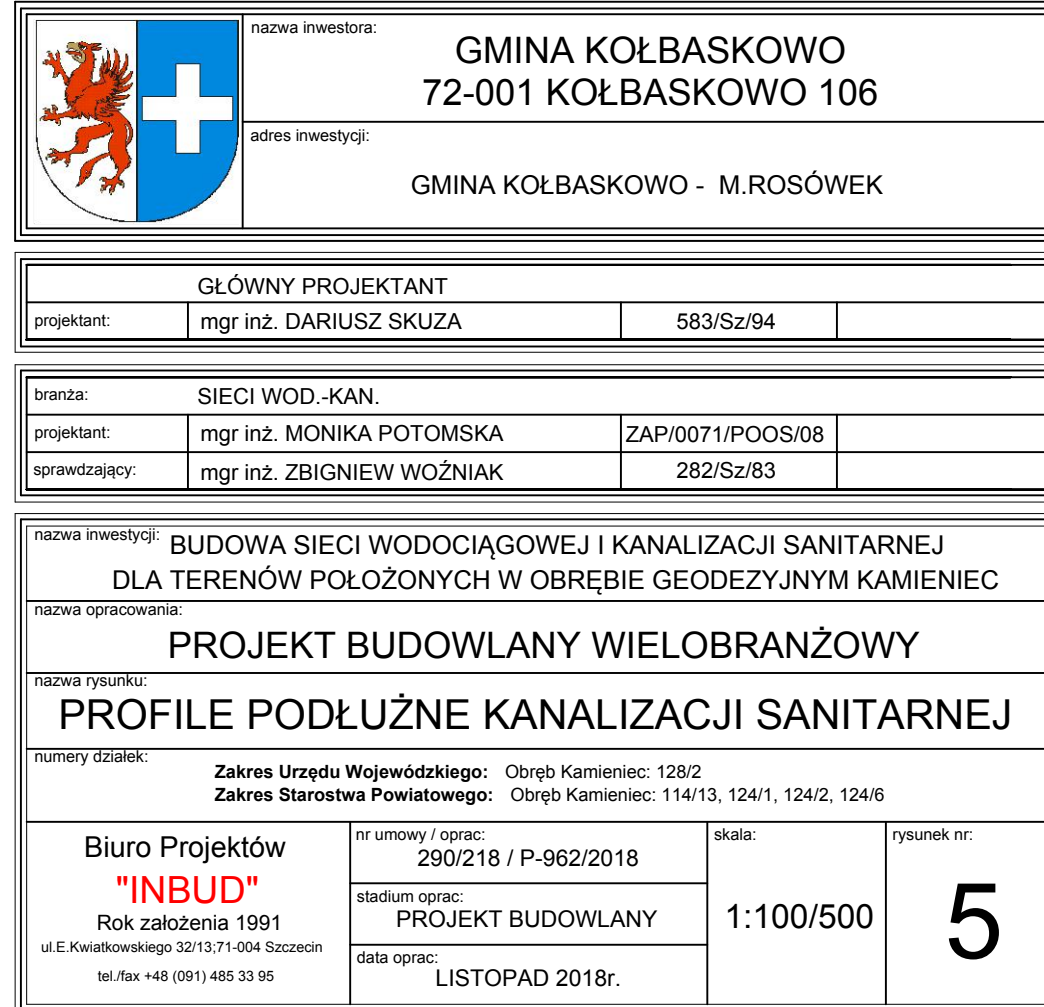 nazwa inwestora:
GMINA KOŁBASKOWO
72-001 KOŁBASKOWO 106
adres inwestycji:
GMINA KOŁBASKOWO - M.ROSÓWEK
GŁÓWNY PROJEKTANT
projektant: mgr inż. DARIUSZ SKUZA 583/Sz/94
branża: SIECI WOD.-KAN.
projektant: mgr inż. MONIKA POTOMSKA ZAP/0071/POOS/08
sprawdzający: mgr inż. ZBIGNIEW WOŹNIAK 282/Sz/83
nazwa inwestycji: BUDOWA SIECI WODOCIĄGOWEJ I KANALIZACJI SANITARNEJ
DLA TERENÓW POŁOŻONYCH W OBRĘBIE GEODEZYJNYM KAMIENIEC
nazwa opracowania:
PROJEKT BUDOWLANY WIELOBRANŻOWY
nazwa rysunku:
PROFILE PODŁUŻNE KANALIZACJI SANITARNEJ
numery działek:
Zakres Urzędu Wojewódzkiego: Obręb Kamieniec: 128/2
Zakres Starostwa Powiatowego: Obręb Kamieniec: 114/13, 124/1, 124/2, 124/6
Biuro Projektów
"INBUD"
Rok założenia 1991
ul.E.Kwiatkowskiego 32/13;71-004 Szczecin
tel./fax +48 (091) 485 33 95
nr umowy / oprac:
290/218 / P-962/2018
stadium oprac:
PROJEKT BUDOWLANY
data oprac:
LISTOPAD 2018r.
skala:
1:100/500
rysunek nr:
5